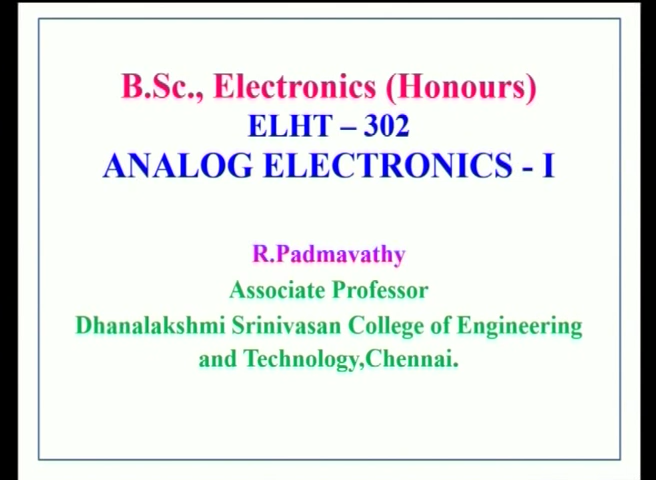 B.Sc., Electronics (Honours)
ELHT – 302
ANALOG ELECTRONICS - I
R.Padmavathy
Associate Professor
Dhanalakshmi Srinivasan College of Engineering
and Technology,Chennai.